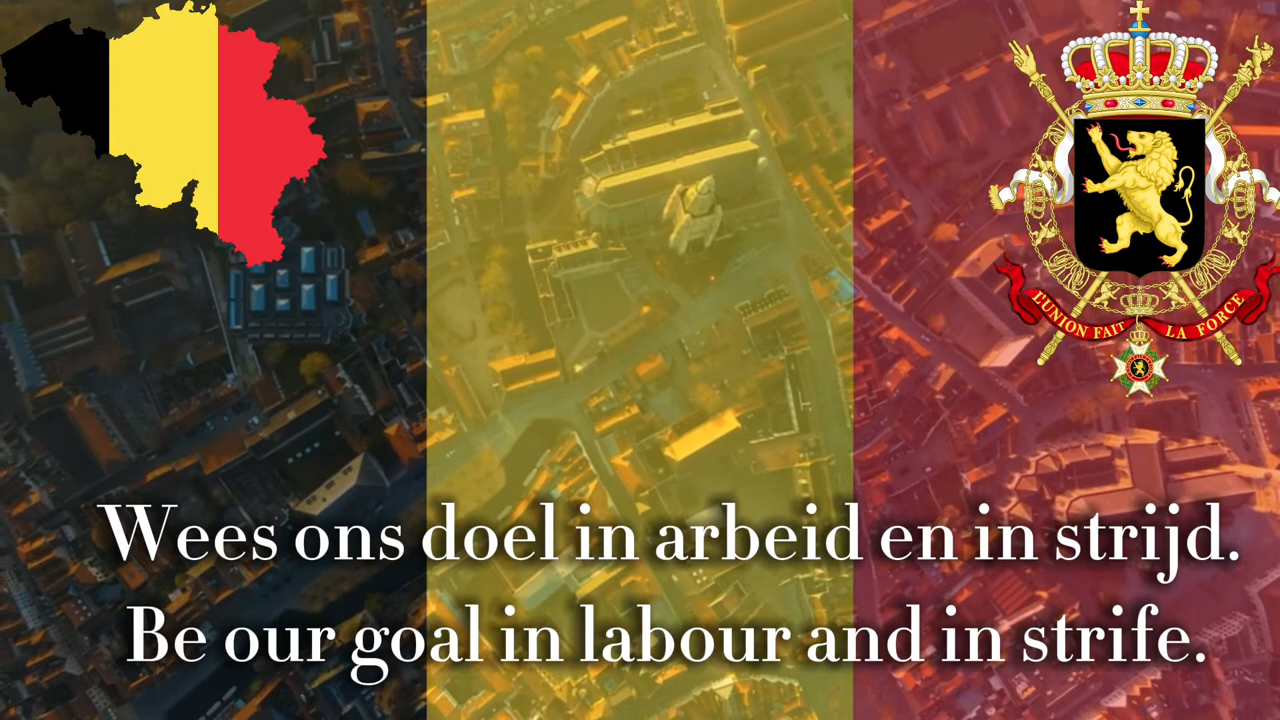 L'UNION FAIT LA FORCE
Wees ons doel in arbeid en in strijd.
Be our goal in labour and in strife.